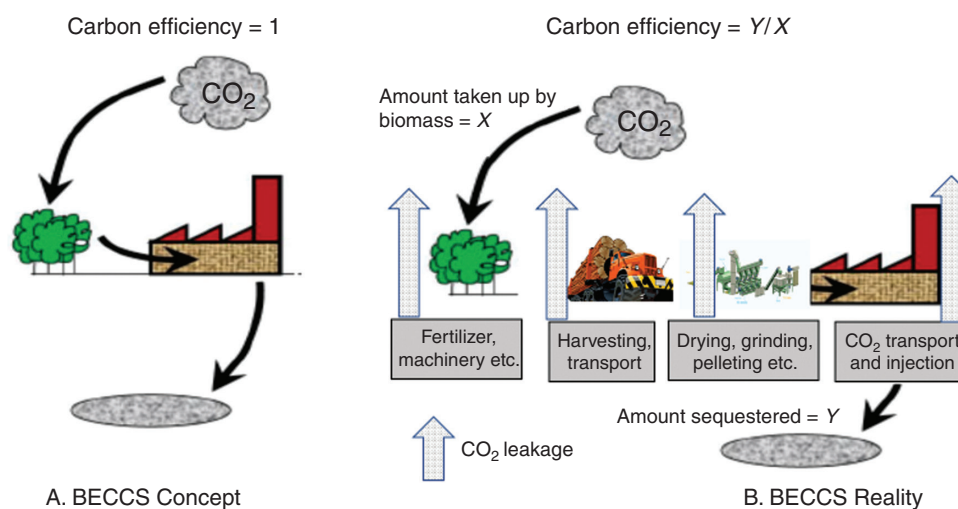 Carbon efficiency = 1
CO₂
A. BECCS Concept
Carbon efficiency = Y/X
Amount taken up by
biomass = X
CO₂
Fertilizer,
machinery etc.
Harvesting,
transport
Drying, grinding,
pelleting etc.
CO₂ transport
and injection
Amount sequestered = Y
CO₂ leakage
B. BECCS Reality